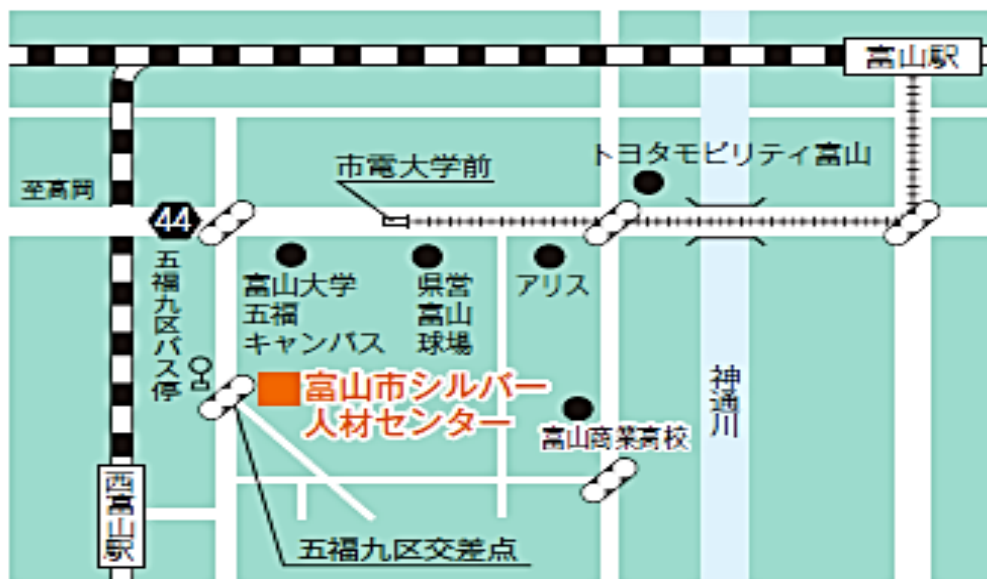 富山駅
市電大学前
トヨタモビリティ富山
至高岡
44
五福九区バス停
富山大学
五福
キャンパス
県営
富山
球場
アリス
富山市シルバー
人材センター
神通川
富山商業高校
西富山駅
五福九区交差点